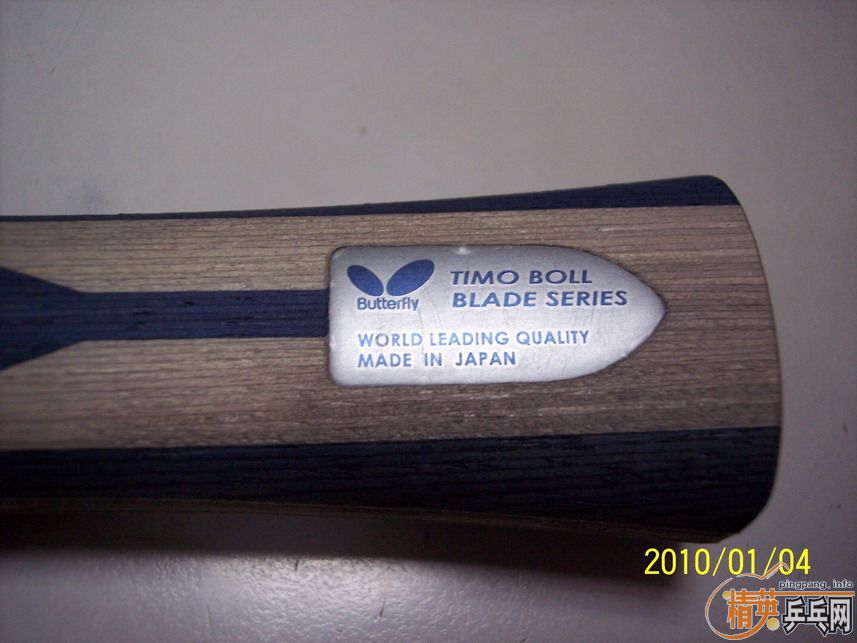 Butterfly
TIMO BOLL
BLADE SERIES
WORLD LEADING QUALITY
MADE IN JAPAN
2010/01/04
pingpang.info
精英乒乓网